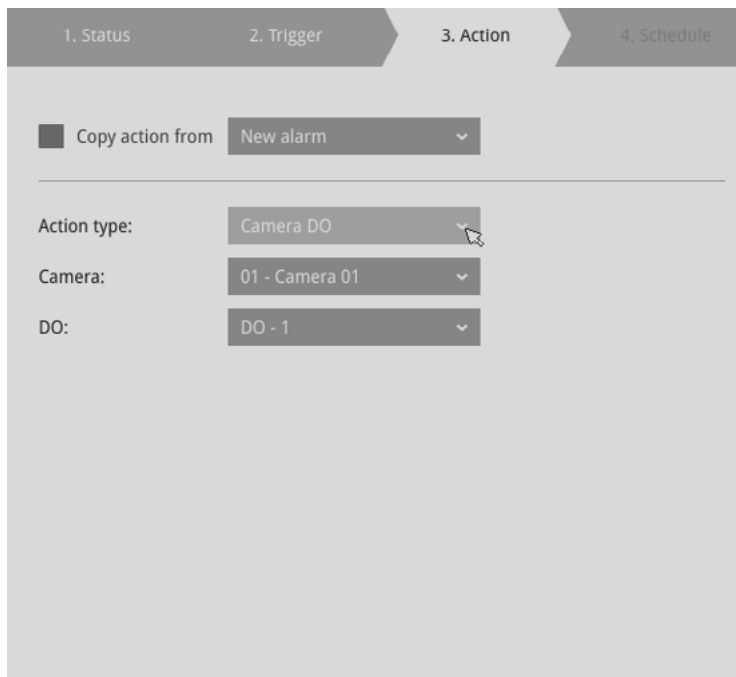 1. Status 2. Trigger 3. Action 4. Schedule
Copy action from New alarm
Action type: Camera DO
Camera: 01 - Camera 01
DO: DO - 1